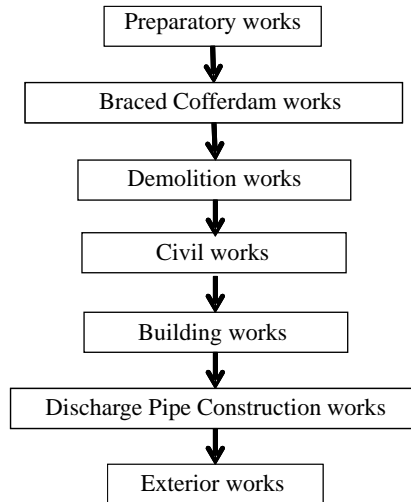 Preparatory works
Braced Cofferdam works
Demolition works
Civil works
Building works
Discharge Pipe Construction works
Exterior works